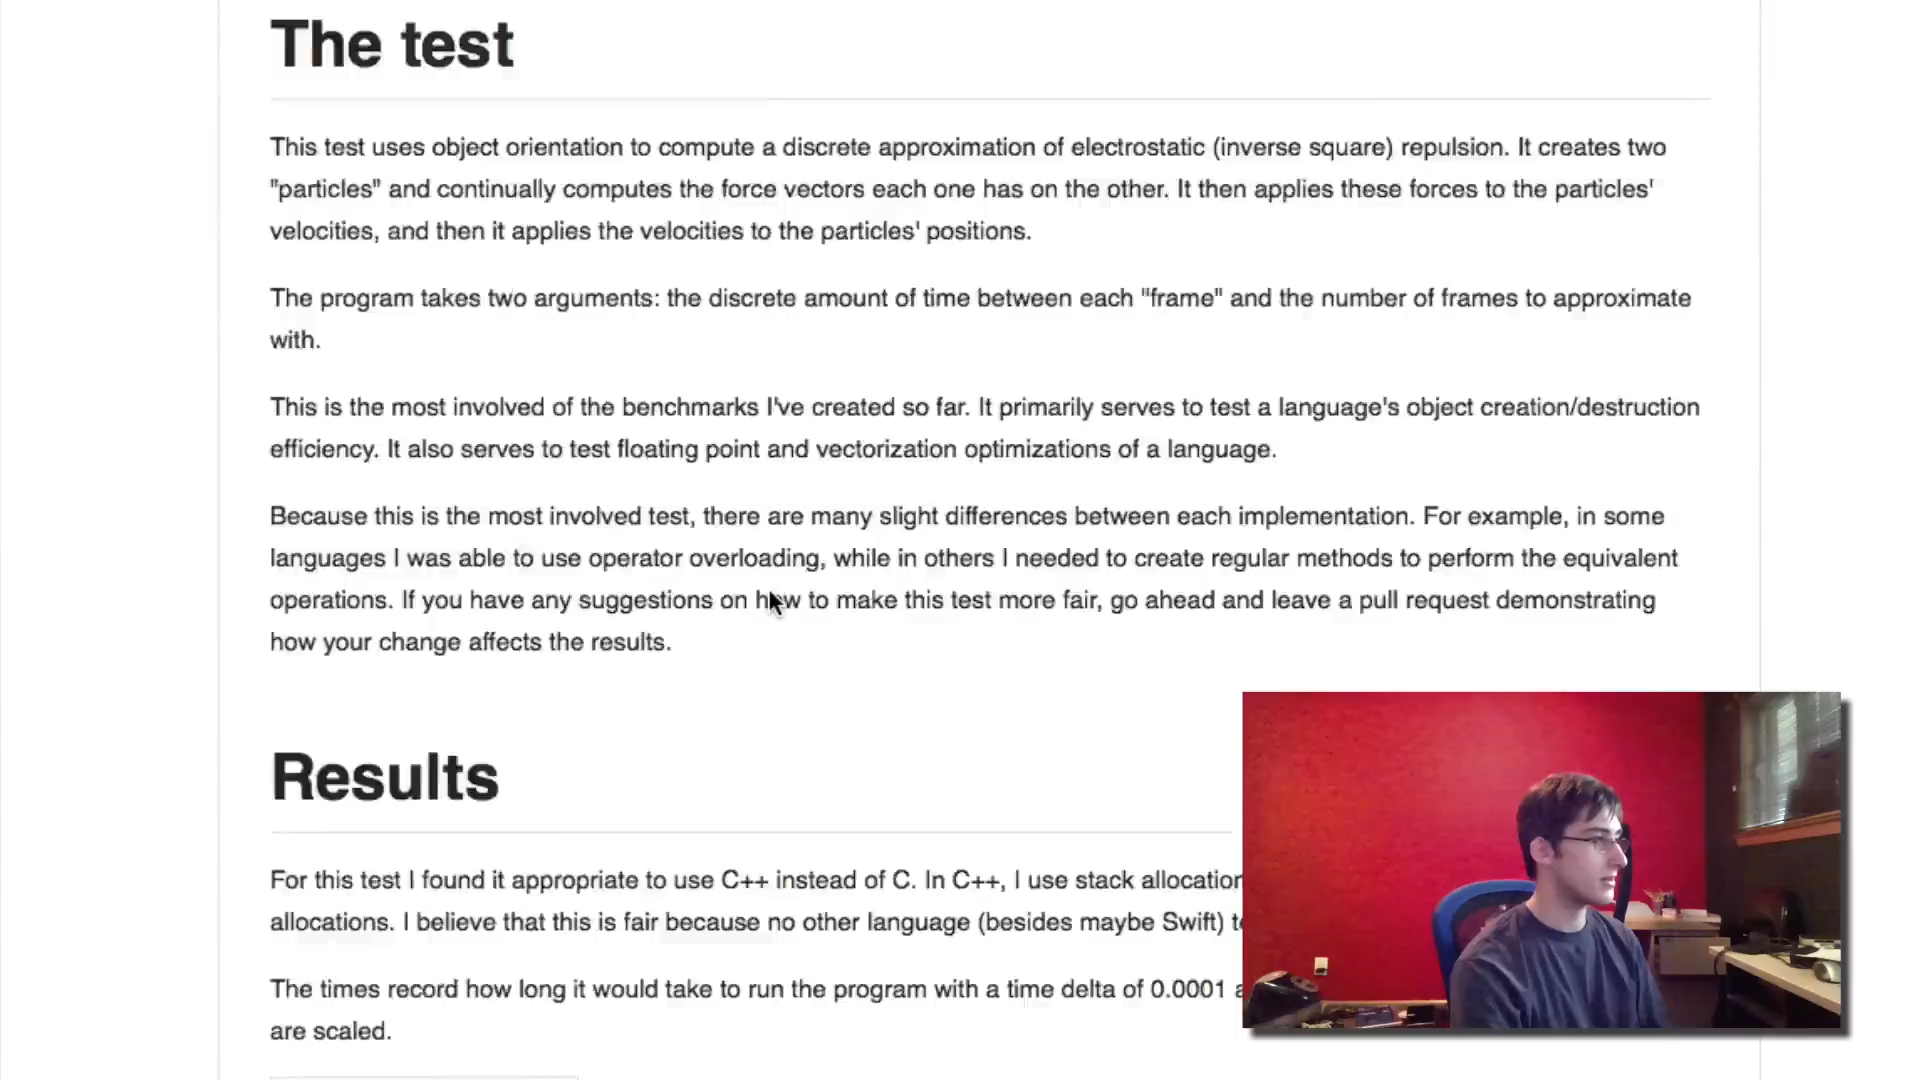 The test
This test uses object orientation to compute a discrete approximation of electrostatic (inverse square) repulsion. It creates two
"particles" and continually computes the force vectors each one has on the other. It then applies these forces to the particles'
velocities, and then it applies the velocities to the particles' positions.
The program takes two arguments: the discrete amount of time between each "frame" and the number of frames to approximate
with.
This is the most involved of the benchmarks I've created so far. It primarily serves to test a language's object creation/destruction
efficiency. It also serves to test floating point and vectorization optimizations of a language.
Because this is the most involved test, there are many slight differences between each implementation. For example, in some
languages I was able to use operator overloading, while in others I needed to create regular methods to perform the equivalent
operations. If you have any suggestions on how to make this test more fair, go ahead and leave a pull request demonstrating
how your change affects the results.
Results
For this test I found it appropriate to use C++ instead of C. In C++, I use stack allocation
allocations. I believe that this is fair because no other language (besides maybe Swift)
The times record how long it would take to run the program with a time delta of 0.0001
are scaled.